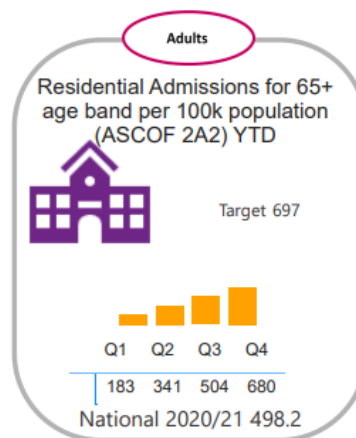 Adults
Residential Admissions for 65+
age band per 100k population
(ASCOF 2A2) YTD
Target 697
Q1 Q2 Q3 Q4
183 341 504 680
National 2020/21 498.2